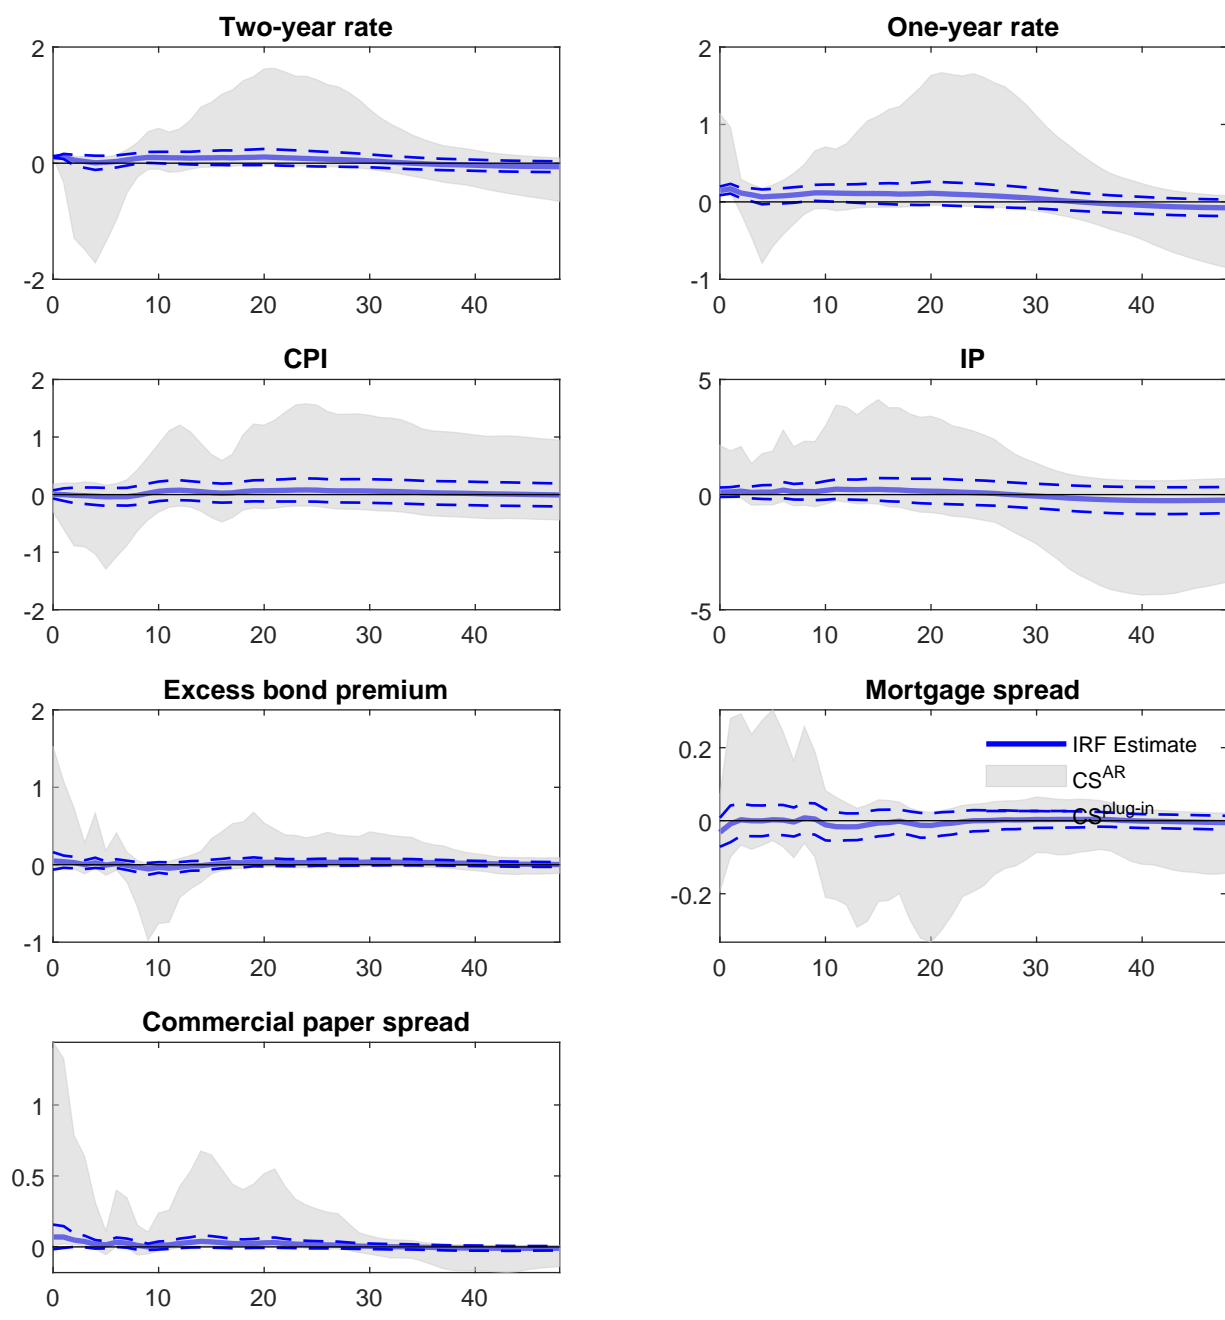 Two-year rate
2
0
-2
0 10 20 30 40
One-year rate
2
1
0
-1
0 10 20 30 40
CPI
2
1
0
-1
-2
0 10 20 30 40
IP
5
0
-5
0 10 20 30 40
Excess bond premium
2
1
0
-1
0 10 20 30 40
Mortgage spread
0.2
0
-0.2
0 10 20 30 40
IRF Estimate
CS^AR
CS^plug-in
Commercial paper spread
1
0.5
0
0 10 20 30 40